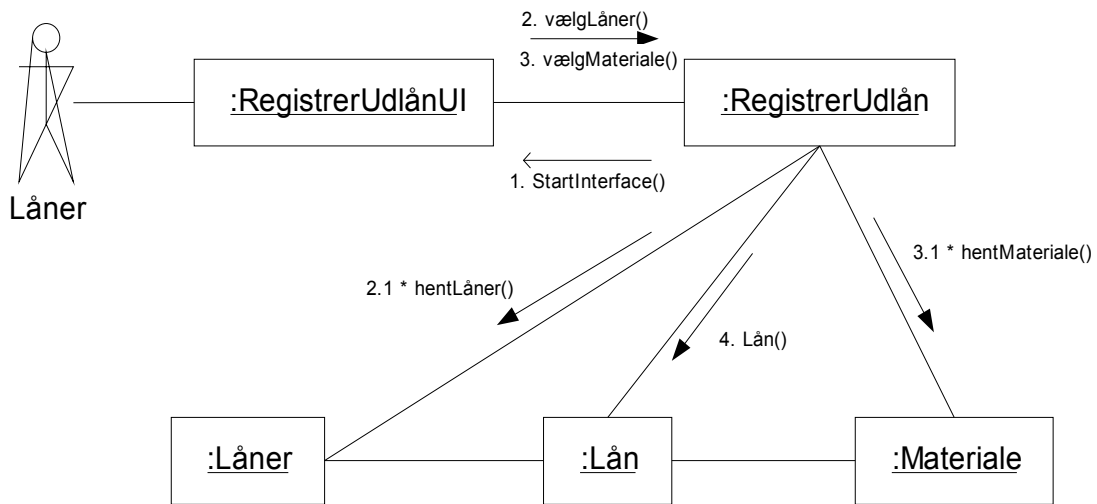 2. vælgLåner()
3. vælgMateriale()
:RegistrerUdlånUI
:RegistrerUdlån
1. StartInterface()
Låner
3.1 * hentMateriale()
2.1 * hentLåner()
4. Lån()
:Låner
:Lån
:Materiale